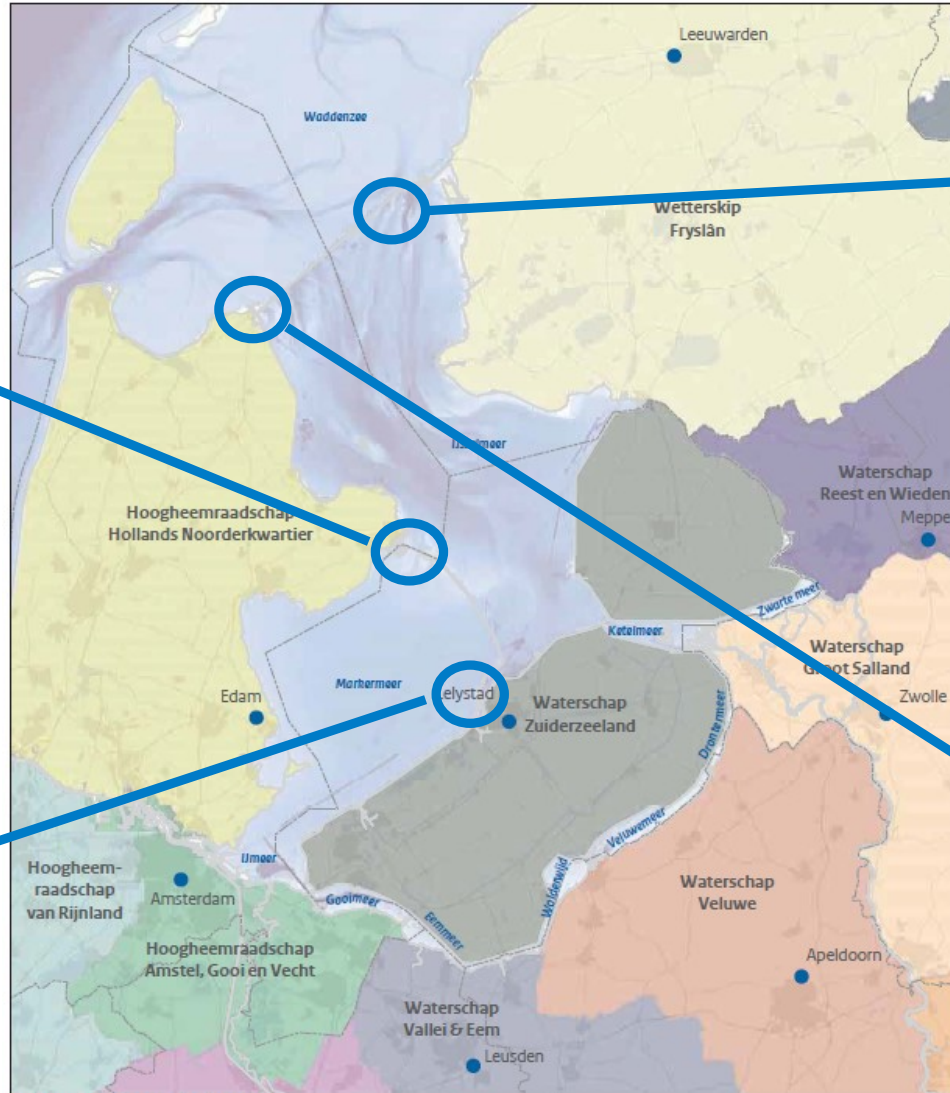 Leeuwarden
Waddenzee
Wetterskip
Fryslân
IJsselmeer
Waterschap
Reest en Wieden
Meppe
Hoogheemraadschap
Hollands Noorderkwartier
Zwarte meer
Ketelmeer
Waterschap
Groot Salland
Markermeer
Lelystad
Edam
Waterschap
Zuiderzeeland
Zwolle
Drontermeer
Veluwemeer
IJmeer
Hoogheem-
raadschap
van Rijnland
Amsterdam
Gooimeer
Wolderwijd
Waterschap
Veluwe
Eemmeer
Hoogheemraadschap
Amstel, Gooi en Vecht
Apeldoorn
Waterschap
Vallei & Eem
Leusden